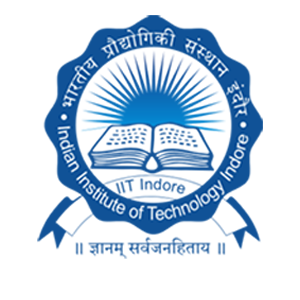 • भारतीय प्रौद्योगिकी संस्थान इंदौर •
Indian Institute of Technology Indore
IIT Indore
॥ ज्ञानम् सर्वजनहिताय ॥